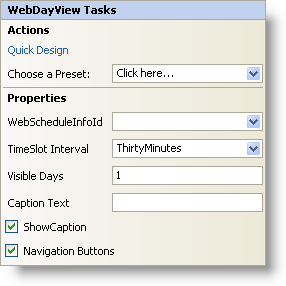 WebDayView Tasks
Actions
Quick Design
Choose a Preset: Click here...
Properties
WebScheduleInfoId
TimeSlot Interval ThirtyMinutes
Visible Days 1
Caption Text
ShowCaption
Navigation Buttons